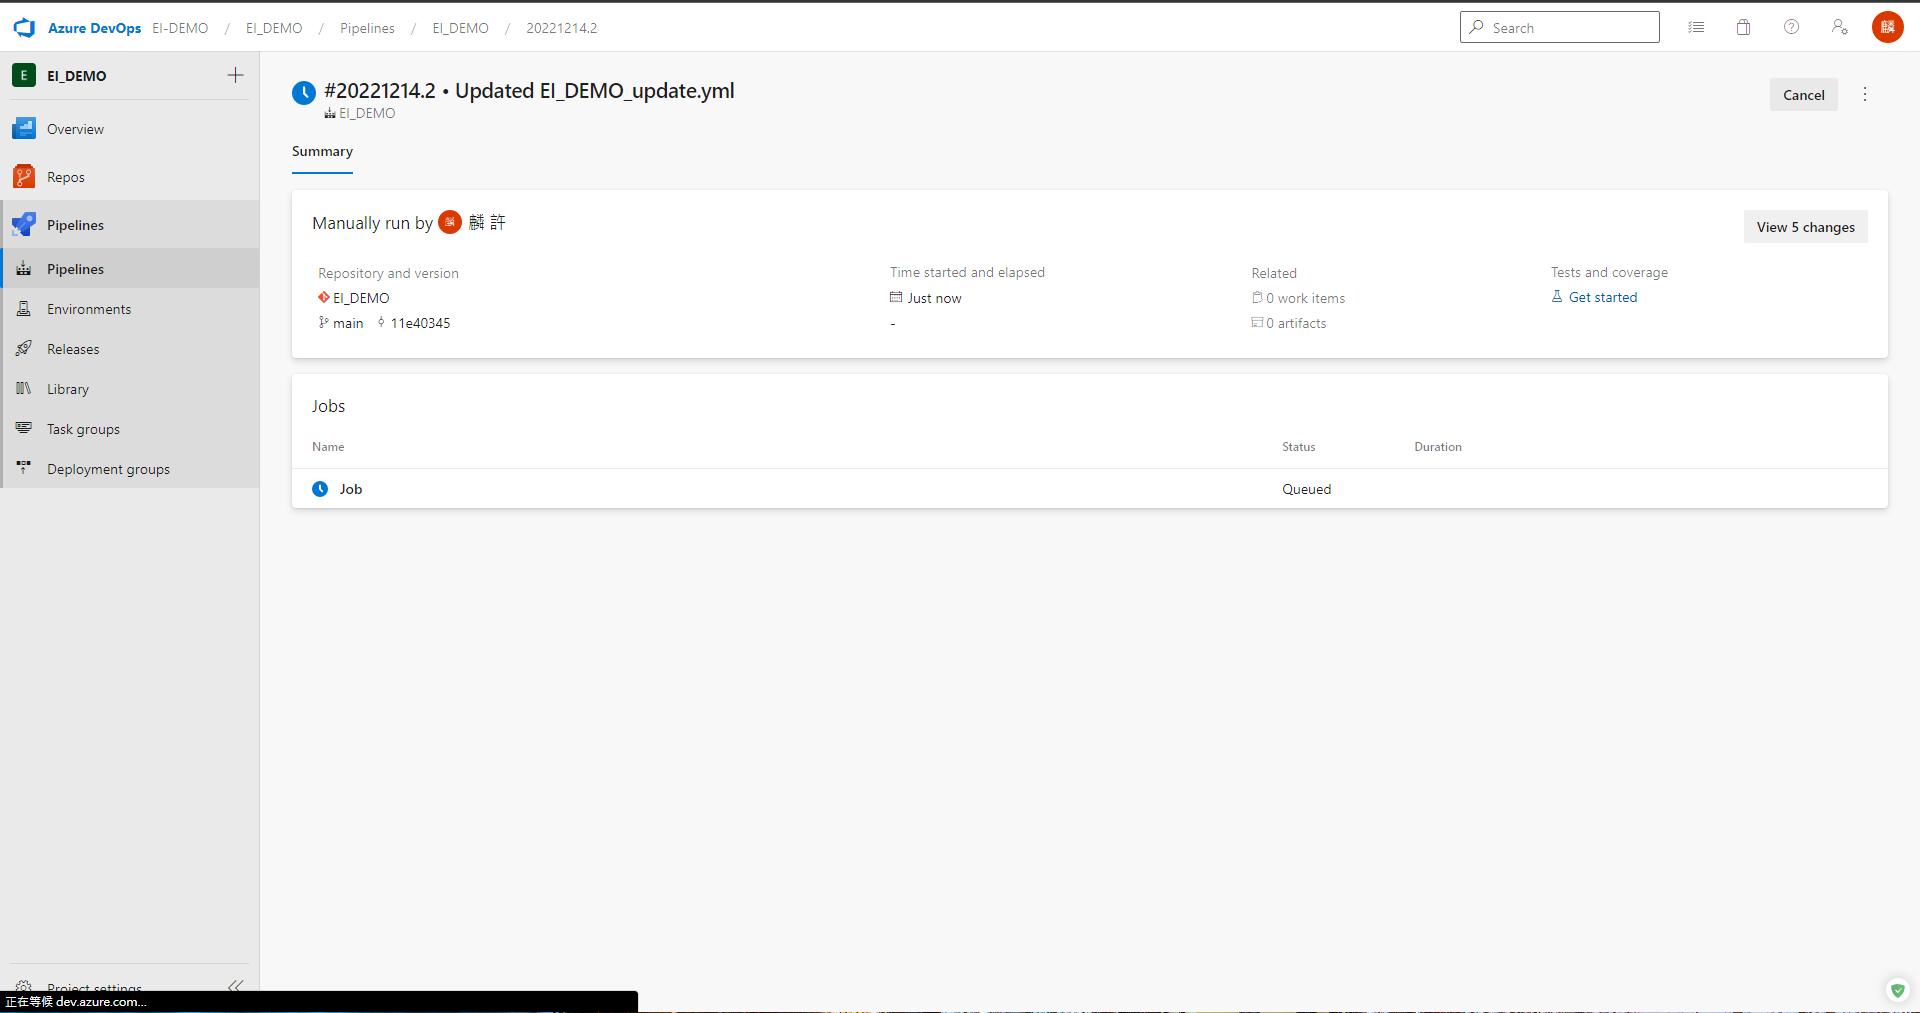 Azure DevOps EI-DEMO / EI_DEMO / Pipelines / EI_DEMO / 20221214.2
Search
麟
E EI_DEMO
Overview
Repos
Pipelines
Pipelines
Environments
Releases
Library
Task groups
Deployment groups
Project settings
#20221214.2 • Updated EI_DEMO_update.yml
EI_DEMO
Cancel
Summary
Manually run by 麟 麟 許
View 5 changes
Repository and version
EI_DEMO
main 11e40345
Time started and elapsed
Just now
-
Related
0 work items
0 artifacts
Tests and coverage
Get started
Jobs
Name Status Duration
Job Queued
正在等候 dev.azure.com...